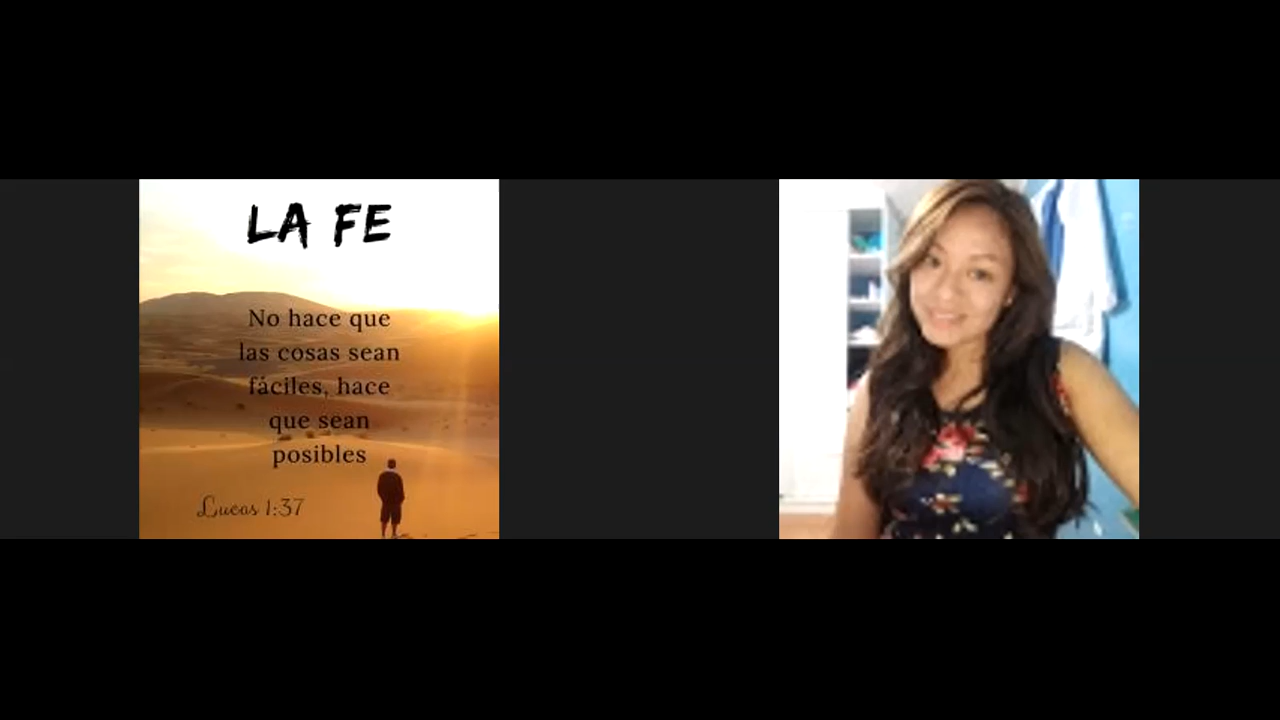 LA FE
No hace que
las cosas sean
fáciles, hace
que sean
posibles
Lucas 1:37